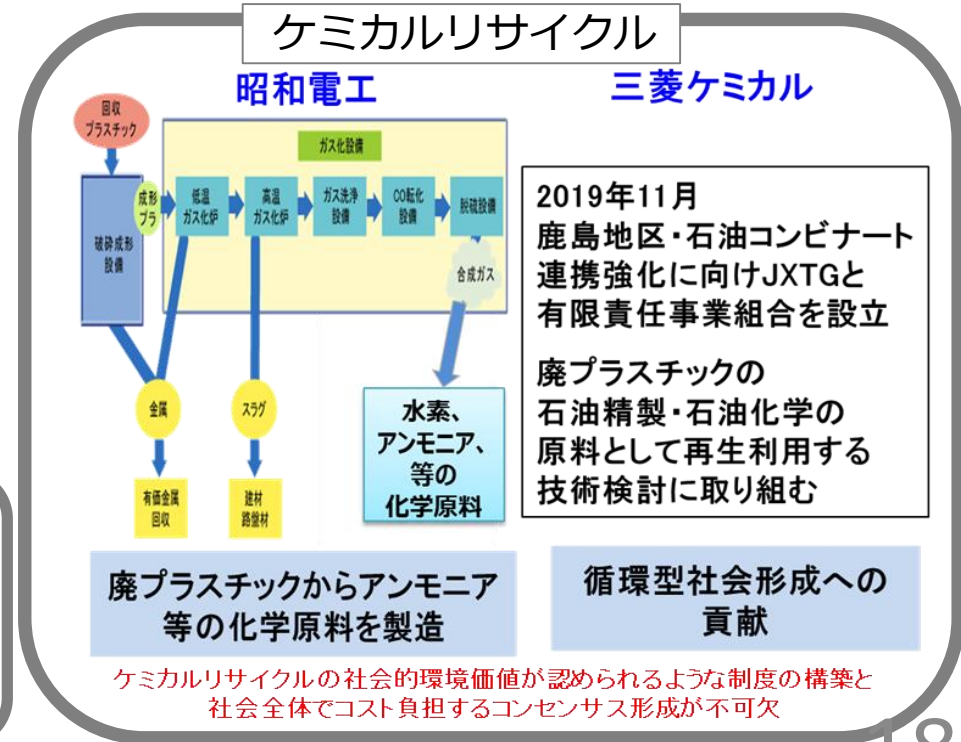 ケミカルリサイクル
昭和電工
回収
プラスチック
ガス化設備
成形
プラ
低温
ガス化炉
高温
ガス化炉
ガス洗浄
設備
CO転化
設備
脱硫設備
破砕成形
設備
合成ガス
金属
スラグ
水素、
アンモニア、
等の
化学原料
有価金属
回収
建材
路盤材
廃プラスチックからアンモニア
等の化学原料を製造
三菱ケミカル
2019年11月
鹿島地区・石油コンビナート
連携強化に向けJXTGと
有限責任事業組合を設立
廃プラスチックの
石油精製・石油化学の
原料として再生利用する
技術検討に取り組む
循環型社会形成への
貢献
ケミカルリサイクルの社会的環境価値が認められるような制度の構築と
社会全体でコスト負担するコンセンサス形成が不可欠